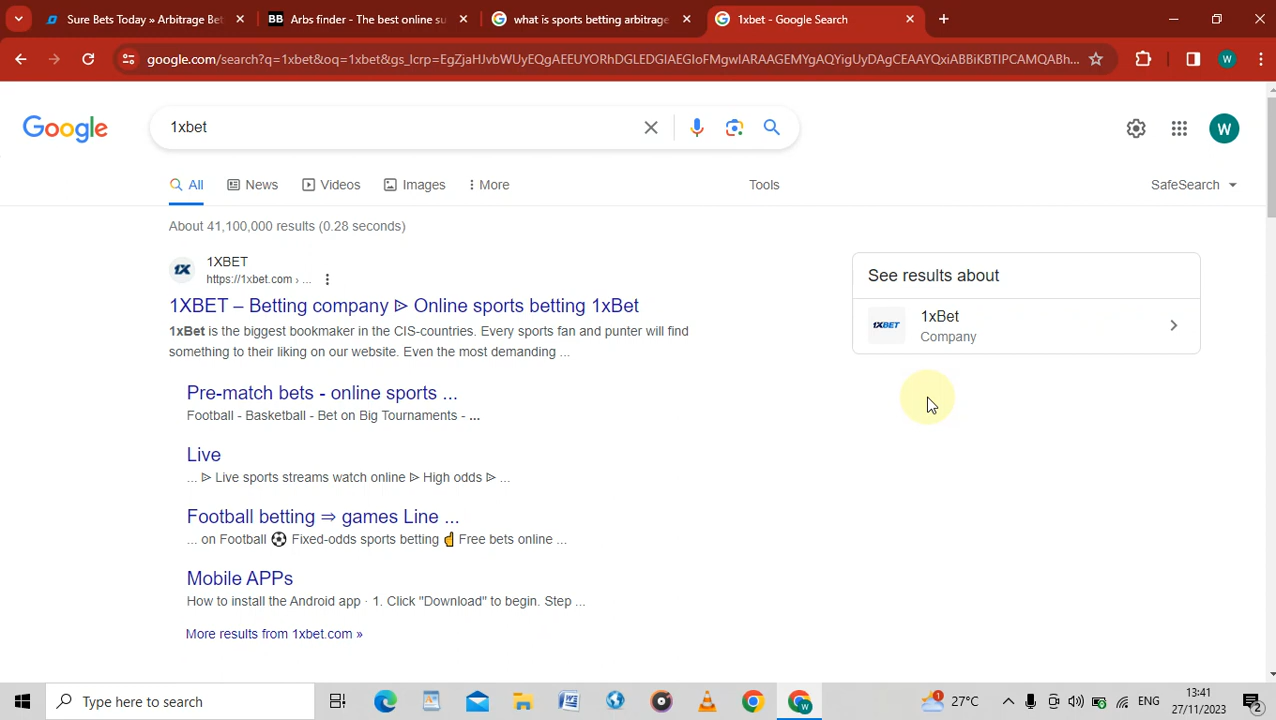 Sure Bets Today » Arbitrage Bet
Arbs finder - The best online su
what is sports betting arbitrage
1xbet - Google Search
google.com/search?q=1xbet&oq=1xbet&gs_lcrp=EgZjaHJvbWUyEQgAEEUYORhDGLEDGIAEGIoFMgwIARAAGEMYgAQYigUyDAgCEAAYQxiABBiKBTIPCAMQABh...
W
Google
1xbet
W
All
News
Videos
Images
More
Tools
SafeSearch
About 41,100,000 results (0.28 seconds)
1X
1XBET
https://1xbet.com › ...
1XBET – Betting company ᐉ Online sports betting 1xBet
1xBet is the biggest bookmaker in the CIS-countries. Every sports fan and punter will find
something to their liking on our website. Even the most demanding ...
Pre-match bets - online sports ...
Football - Basketball - Bet on Big Tournaments - ...
Live
... ᐉ Live sports streams watch online ᐉ High odds ᐉ ...
Football betting ⇒ games Line ...
... on Football ⚽ Fixed-odds sports betting ☝ Free bets online ...
Mobile APPs
How to install the Android app · 1. Click "Download" to begin. Step ...
More results from 1xbet.com »
See results about
1XBET
1xBet
Company
Type here to search
27°C
ENG
13:41
27/11/2023
2